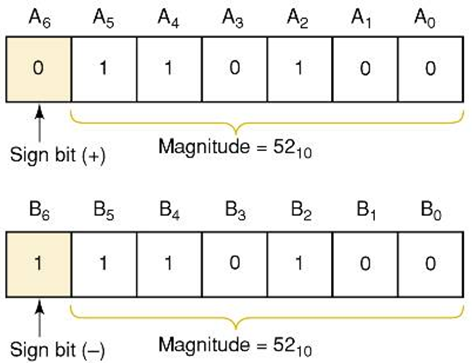 A6 A5 A4 A3 A2 A1 A0
0 1 1 0 1 0 0
Sign bit (+) Magnitude = 52₁₀
B6 B5 B4 B3 B2 B1 B0
1 1 1 0 1 0 0
Sign bit (–) Magnitude = 52₁₀